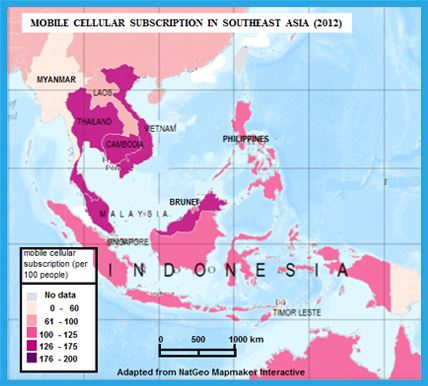 MOBILE CELLULAR SUBSCRIPTION IN SOUTHEAST ASIA (2012)
MYANMAR
LAOS
THAILAND
VIETNAM
CAMBODIA
PHILIPPINES
BRUNEI
MALAYSIA
SINGAPORE
INDONESIA
TIMOR LESTE
mobile cellular
subscription (per
100 people)
No data
0 - 60
61 - 100
100 - 125
126 - 175
176 - 200
0 500 1000 km
Adapted from NatGeo Mapmaker Interactive